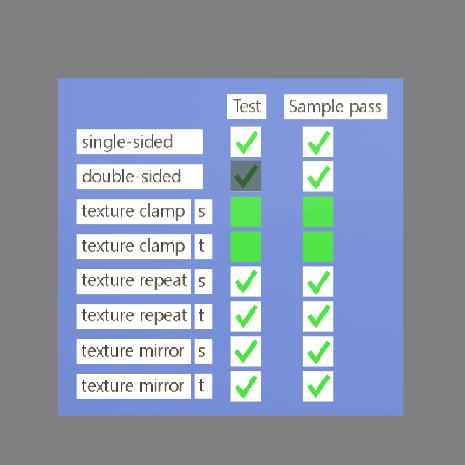 Test Sample pass
single-sided
double-sided
texture clamp s
texture clamp t
texture repeat s
texture repeat t
texture mirror s
texture mirror t